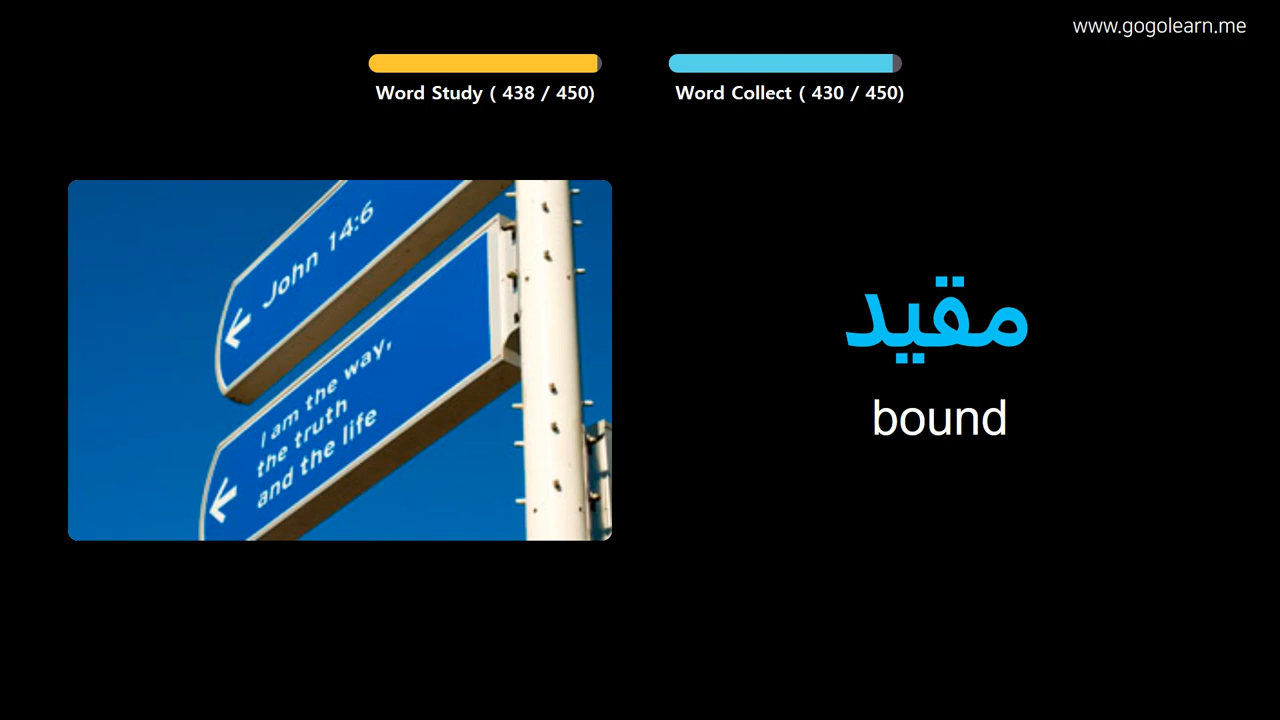 www.gogolearn.me
Word Study ( 438 / 450)
Word Collect ( 430 / 450)
John 14:6
I am the way,
the truth
and the life
مقيد
bound